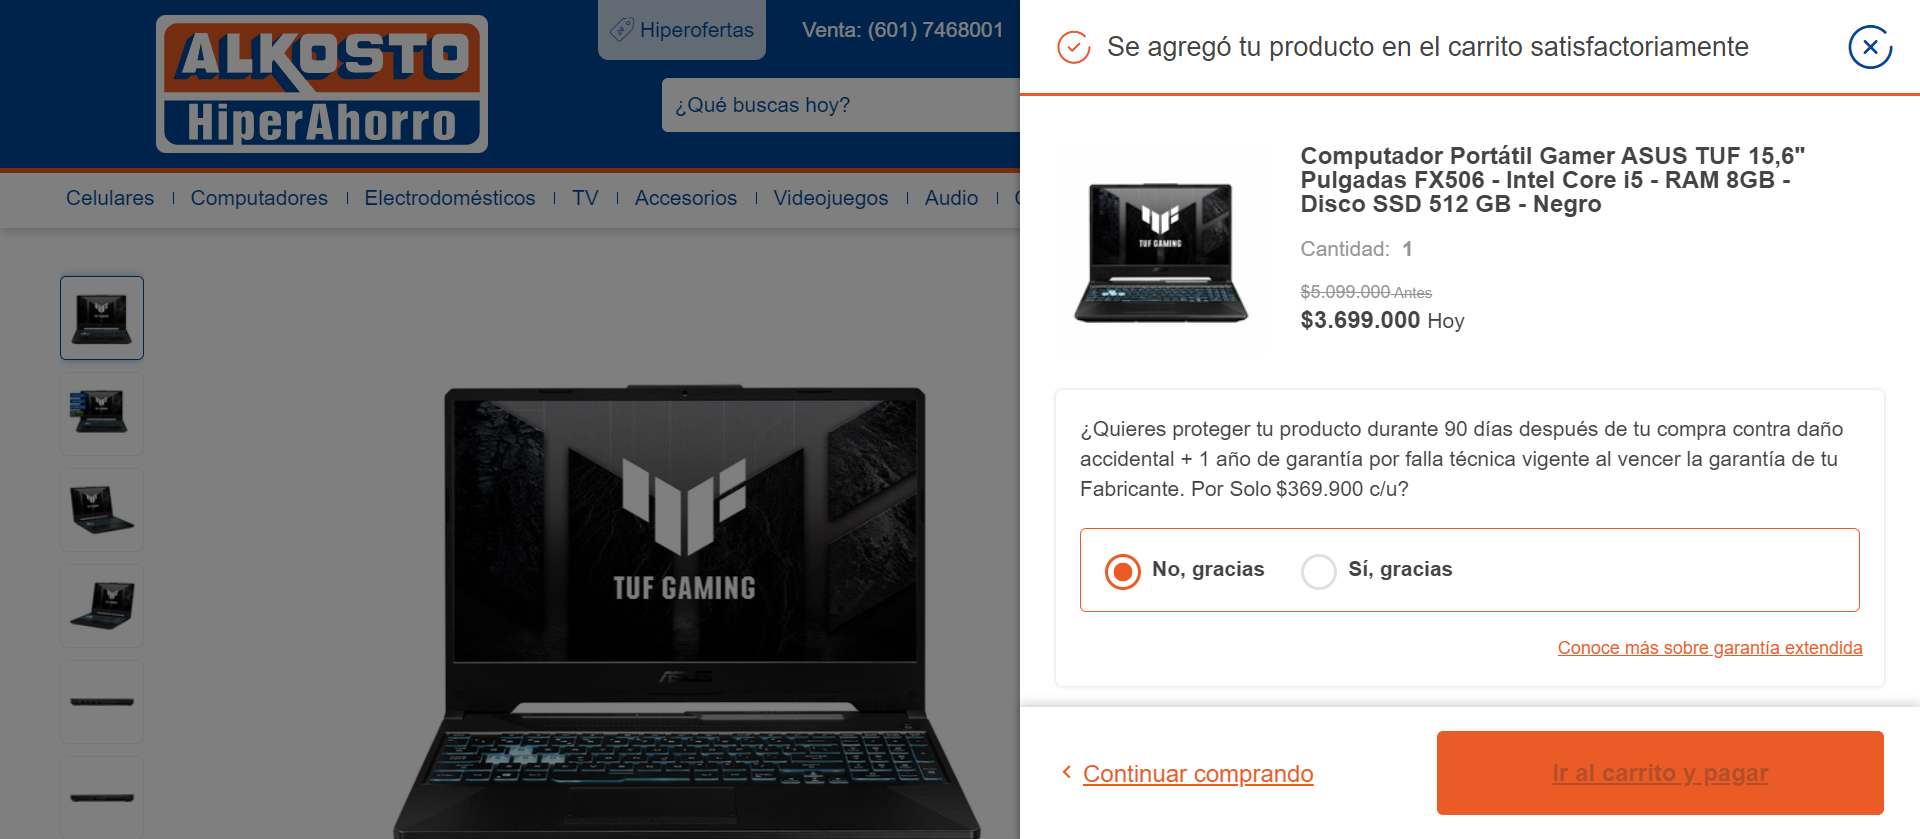 ALKOSTO
HiperAhorro
Hiperofertas
Venta: (601) 7468001
¿Qué buscas hoy?
Celulares
Computadores
Electrodomésticos
TV
Accesorios
Videojuegos
Audio
TUF GAMING
ASUS
Se agregó tu producto en el carrito satisfactoriamente
TUF GAMING
Computador Portátil Gamer ASUS TUF 15,6"
Pulgadas FX506 - Intel Core i5 - RAM 8GB -
Disco SSD 512 GB - Negro
Cantidad: 1
$5.099.000 Antes
$3.699.000 Hoy
¿Quieres proteger tu producto durante 90 días después de tu compra contra daño
accidental + 1 año de garantía por falla técnica vigente al vencer la garantía de tu
Fabricante. Por Solo $369.900 c/u?
No, gracias
Sí, gracias
Conoce más sobre garantía extendida
Continuar comprando
Ir al carrito y pagar